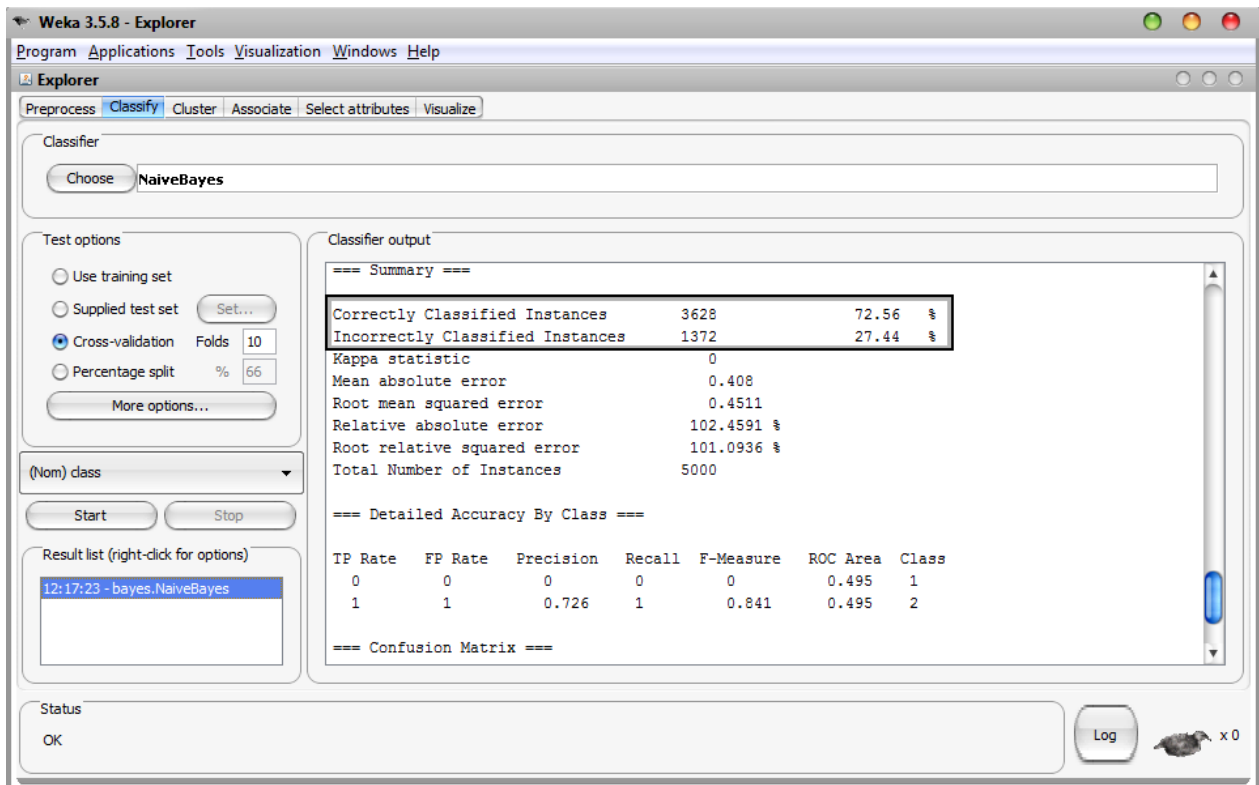 Weka 3.5.8 - Explorer
Program Applications Tools Visualization Windows Help
Explorer
Preprocess Classify Cluster Associate Select attributes Visualize
Classifier
Choose NaiveBayes
Test options
Use training set
Supplied test set Set...
Cross-validation Folds 10
Percentage split % 66
More options...
(Nom) class
Start Stop
Result list (right-click for options)
12:17:23 - bayes.NaiveBayes
Classifier output
=== Summary ===
Correctly Classified Instances 3628 72.56 %
Incorrectly Classified Instances 1372 27.44 %
Kappa statistic 0
Mean absolute error 0.408
Root mean squared error 0.4511
Relative absolute error 102.4591 %
Root relative squared error 101.0936 %
Total Number of Instances 5000
=== Detailed Accuracy By Class ===
TP Rate FP Rate Precision Recall F-Measure ROC Area Class
0 0 0 0 0 0.495 1
1 1 0.726 1 0.841 0.495 2
=== Confusion Matrix ===
Status
OK
Log
x 0